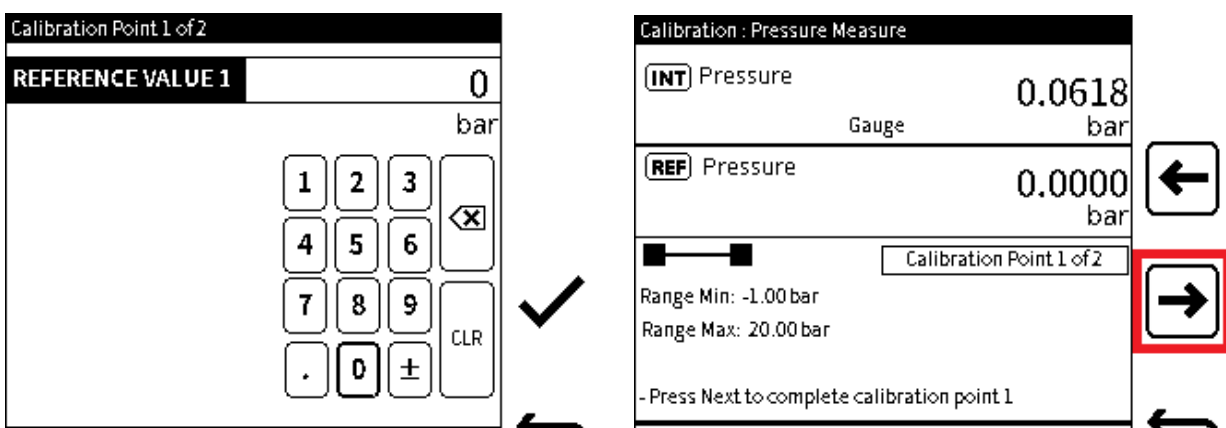 Calibration Point 1 of 2
REFERENCE VALUE 1 0
bar
1 2 3
4 5 6
7 8 9
CLR
. 0 ±
Calibration : Pressure Measure
INT Pressure 0.0618
Gauge bar
REF Pressure 0.0000
bar
Calibration Point 1 of 2
Range Min: -1.00 bar
Range Max: 20.00 bar
- Press Next to complete calibration point 1